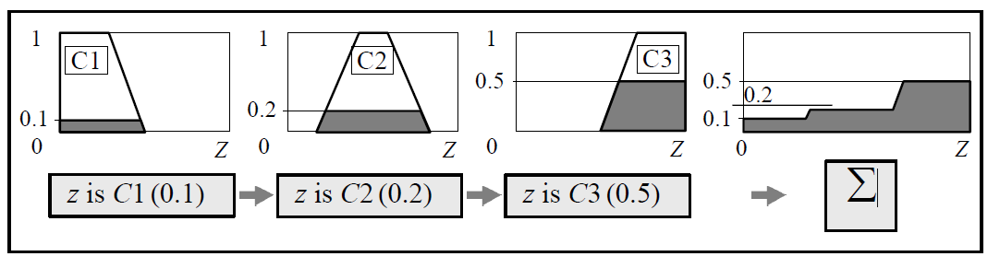 1
C1
0.1
0
Z
1
C2
0.2
0
Z
1
C3
0.5
0
Z
0.5
0.2
0.1
0
Z
z is C1 (0.1)
z is C2 (0.2)
z is C3 (0.5)
∑